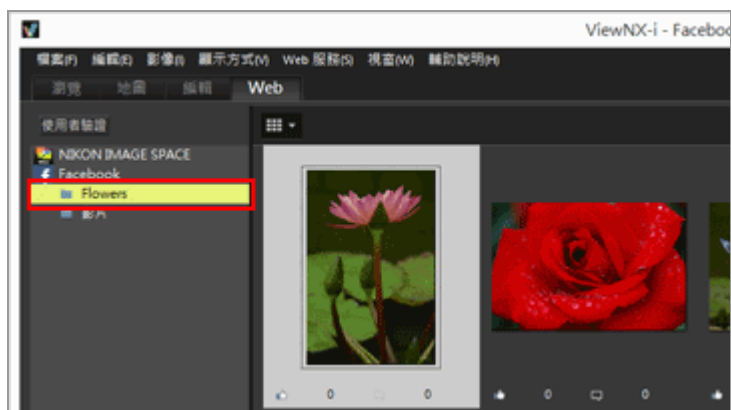 ViewNX-i - Faceboo
檔案(F) 編輯(E) 影像(I) 顯示方式(M) Web 服務(S) 視窗(W) 輔助說明(H)
瀏覽 地圖 編輯 Web
使用者驗證
NIKON IMAGE SPACE
Facebook
Flowers
影片
0 0 0 0